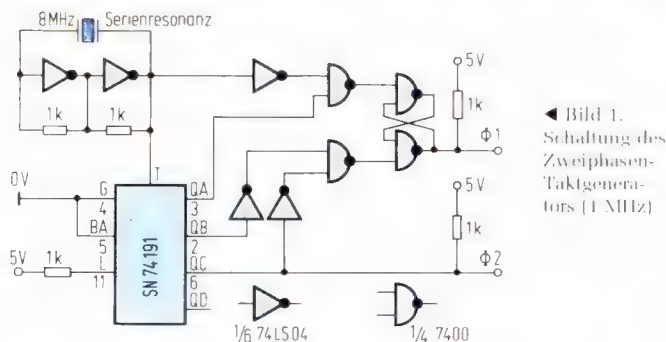 8MHz Serienresonanz
1k 1k
5V
1k
Φ1
0V
T
G QA
4 3
BA QB
5 2
5V 1k L QC
11 6
QD
SN 74191
5V
1k
Φ2
1/6 74LS04
1/4 7400
◄ Bild 1.
Schaltung des
Zweiphasen-
Taktgenera-
tors (1 MHz)